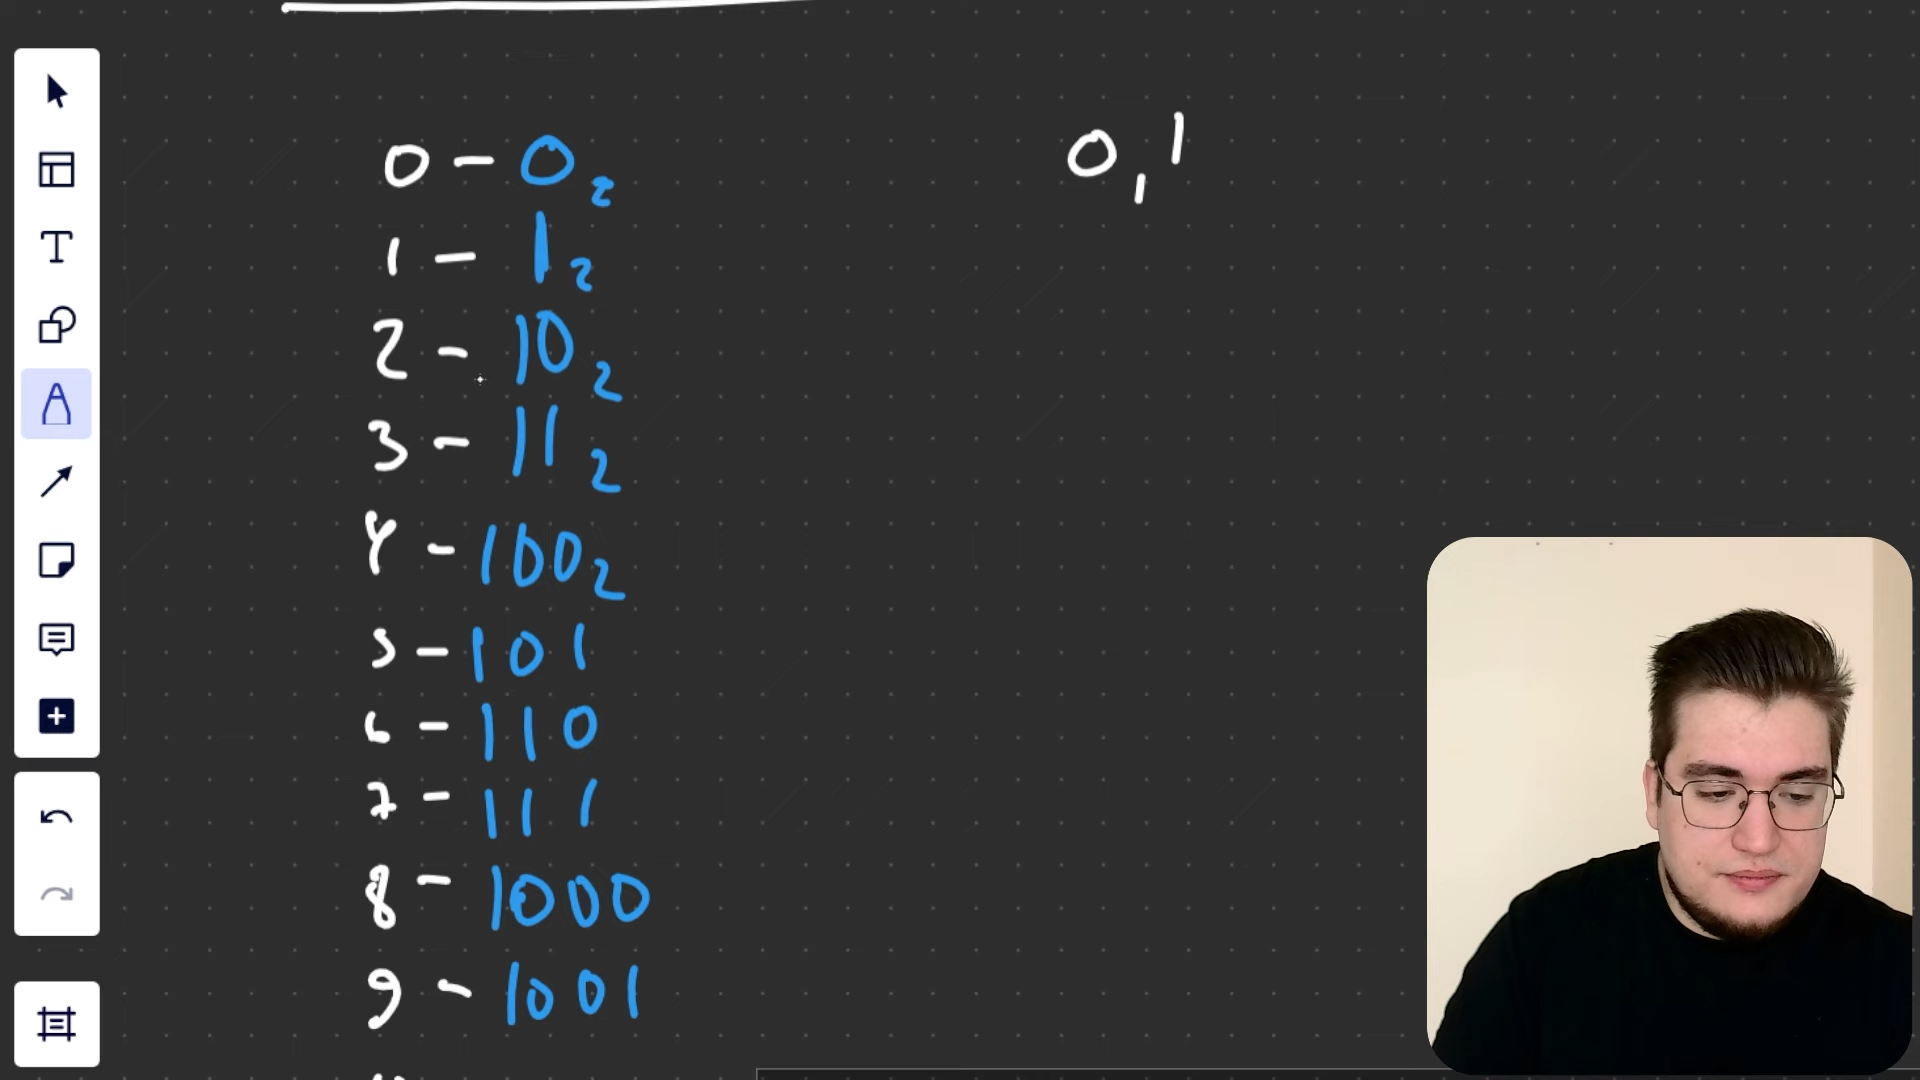 0 - 0₂
0,1
1 - 1₂
2 - 10₂
3 - 11₂
4 - 100₂
5 - 101
6 - 110
7 - 111
8 - 1000
9 - 1001